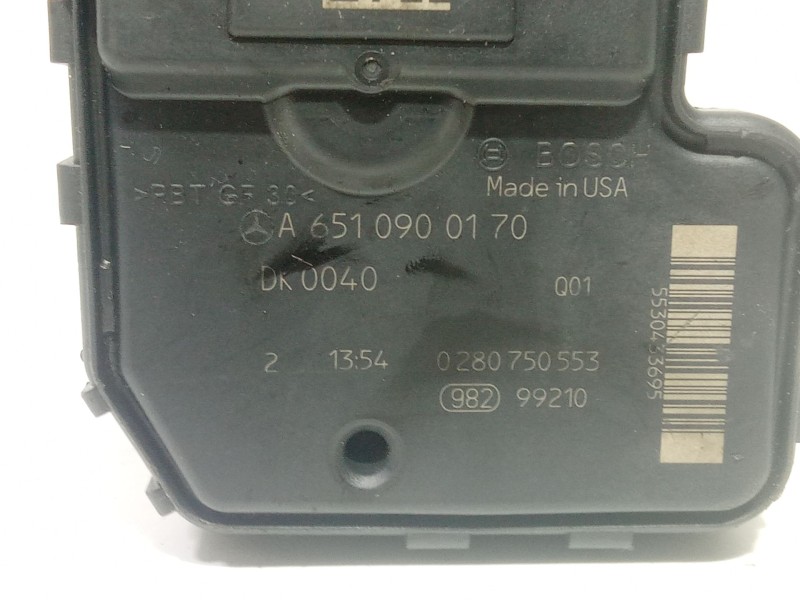 BOSCH
>PBT GF 30<
Made in USA
A 651 090 01 70
DK 0040
Q01
2 13:54 0 280 750 553
982 99210
5530433695